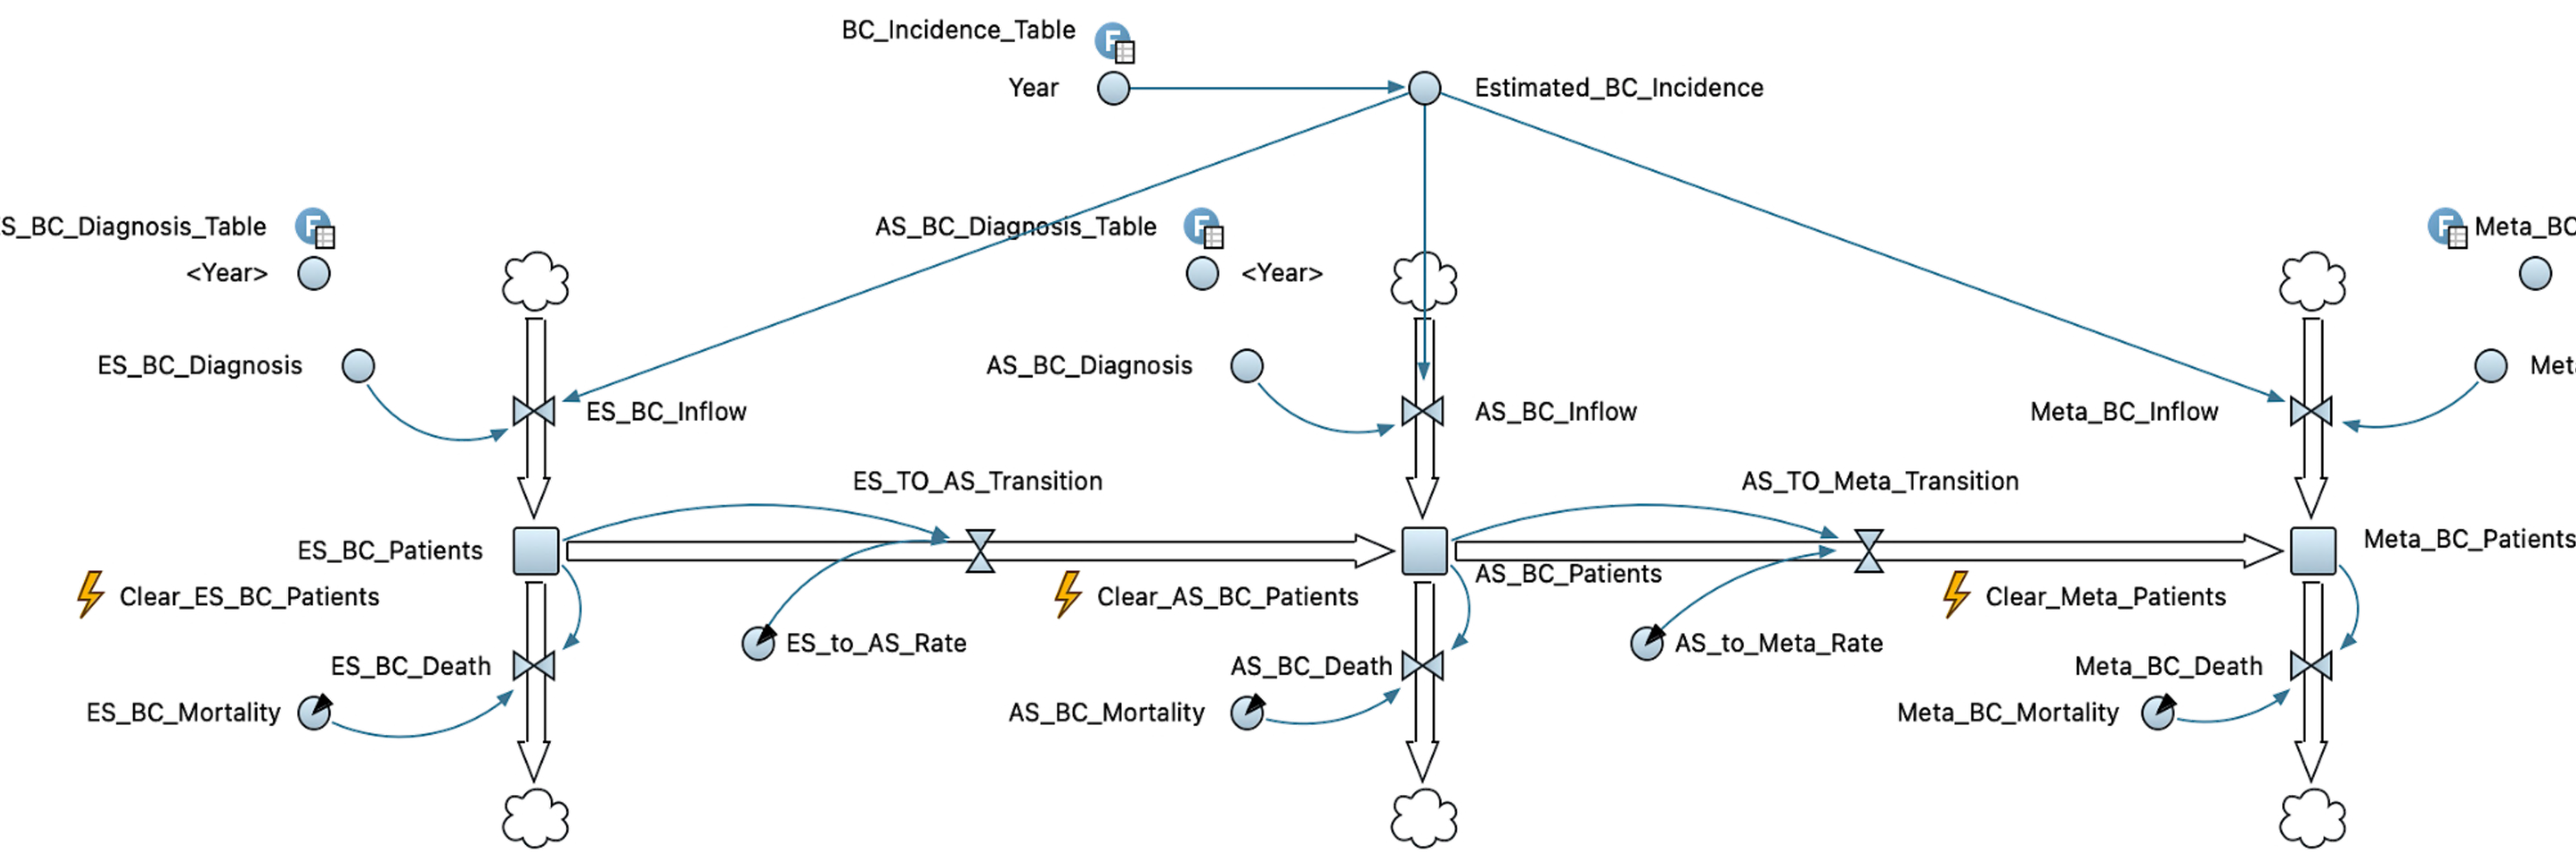 BC_Incidence_Table
Year
Estimated_BC_Incidence
S_BC_Diagnosis_Table
AS_BC_Diagnosis_Table
Meta_BC
<Year>
<Year>
ES_BC_Diagnosis
AS_BC_Diagnosis
Met
ES_BC_Inflow
AS_BC_Inflow
Meta_BC_Inflow
ES_TO_AS_Transition
AS_TO_Meta_Transition
ES_BC_Patients
Meta_BC_Patients
AS_BC_Patients
Clear_ES_BC_Patients
Clear_AS_BC_Patients
Clear_Meta_Patients
ES_to_AS_Rate
AS_to_Meta_Rate
ES_BC_Death
AS_BC_Death
Meta_BC_Death
ES_BC_Mortality
AS_BC_Mortality
Meta_BC_Mortality